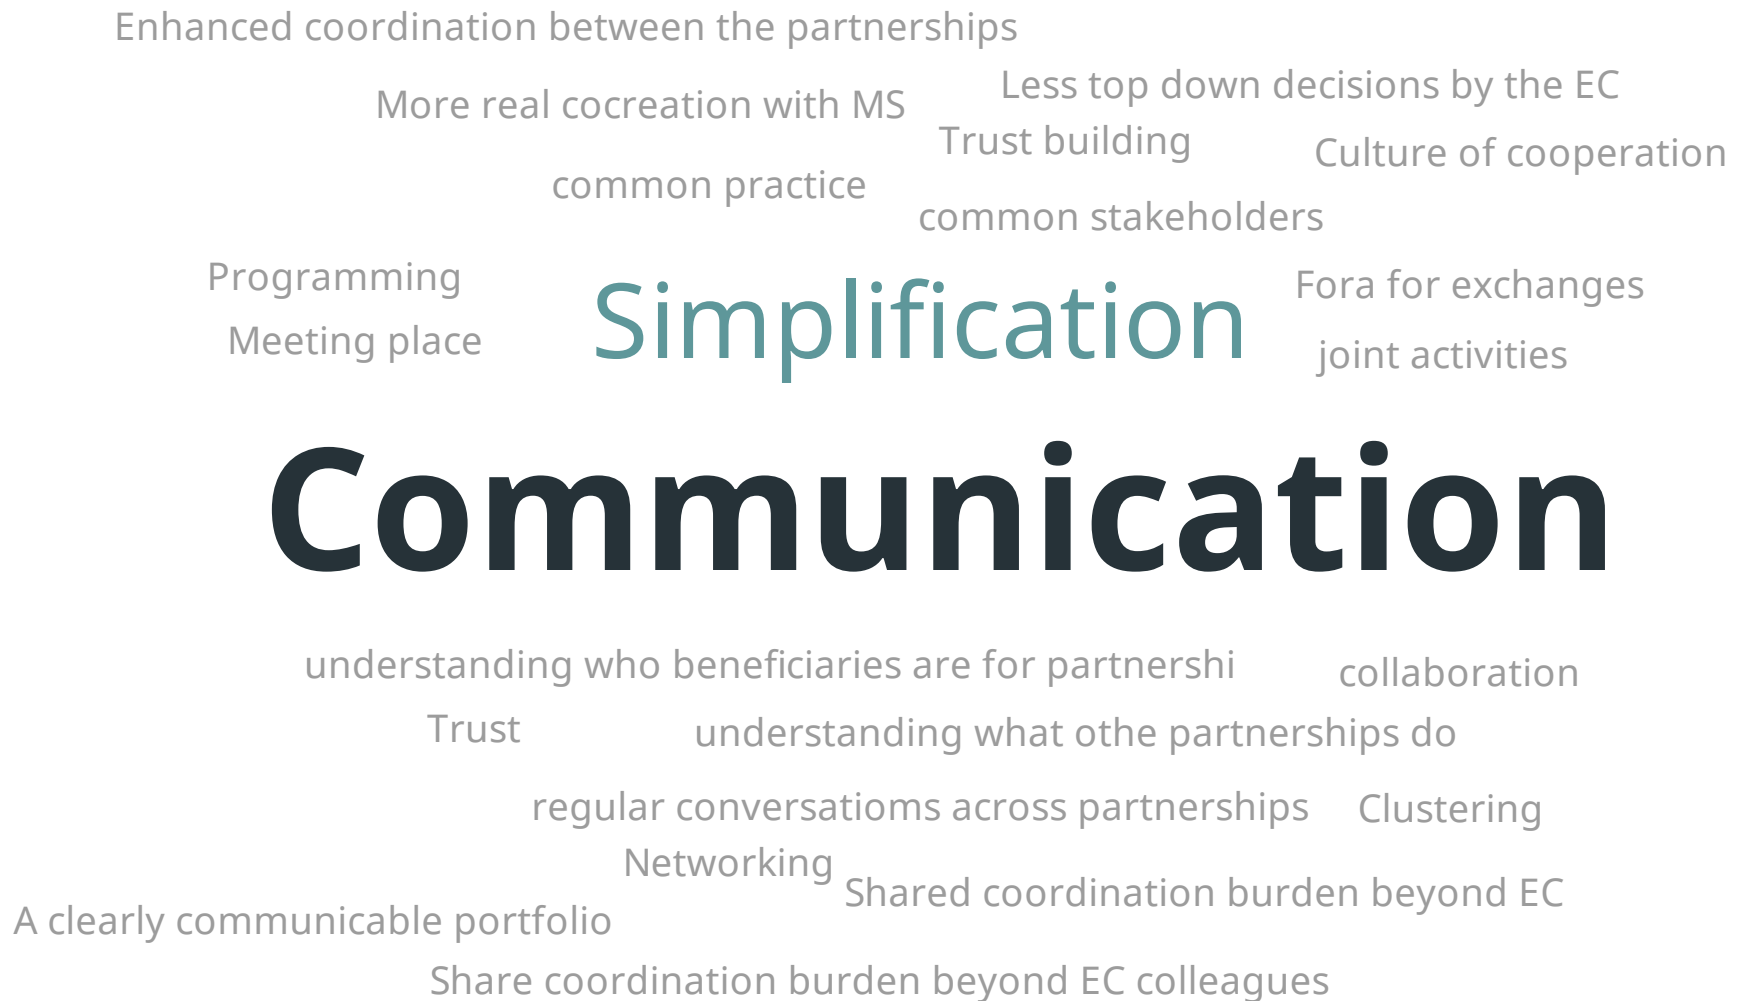 Enhanced coordination between the partnerships
Less top down decisions by the EC
More real cocreation with MS
Trust building
Culture of cooperation
common practice
common stakeholders
Programming
Simplification
Fora for exchanges
Meeting place
joint activities
Communication
understanding who beneficiaries are for partnershi
collaboration
Trust
understanding what othe partnerships do
regular conversatioms across partnerships
Clustering
Networking
Shared coordination burden beyond EC
A clearly communicable portfolio
Share coordination burden beyond EC colleagues